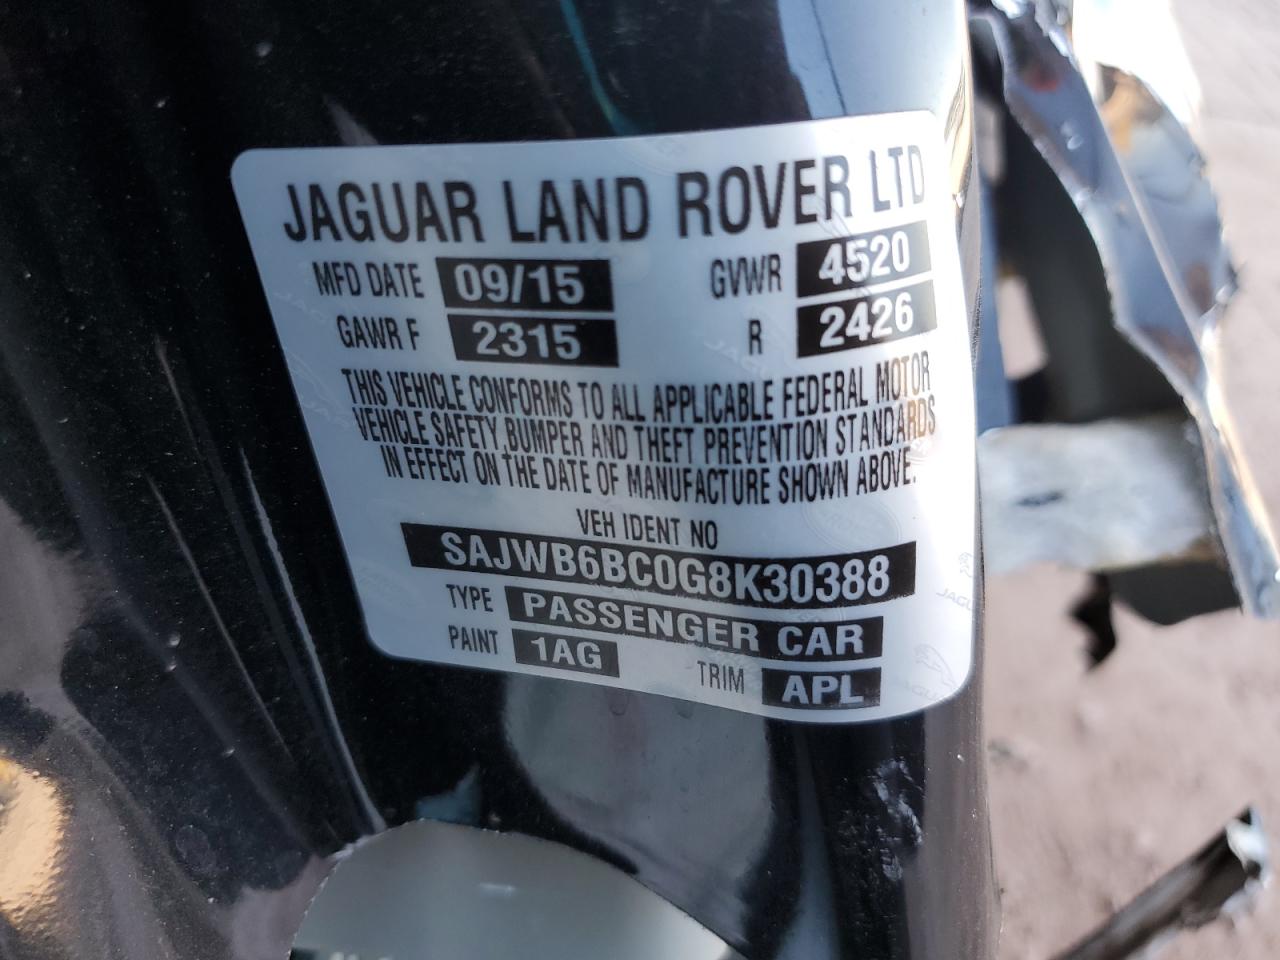 JAGUAR LAND ROVER LTD
MFD DATE 09/15 GVWR 4520
GAWR F 2315 R 2426
THIS VEHICLE CONFORMS TO ALL APPLICABLE FEDERAL MOTOR
VEHICLE SAFETY, BUMPER AND THEFT PREVENTION STANDARDS
IN EFFECT ON THE DATE OF MANUFACTURE SHOWN ABOVE.
VEH IDENT NO
SAJWB6BC0G8K30388
TYPE PASSENGER CAR
PAINT 1AG TRIM APL